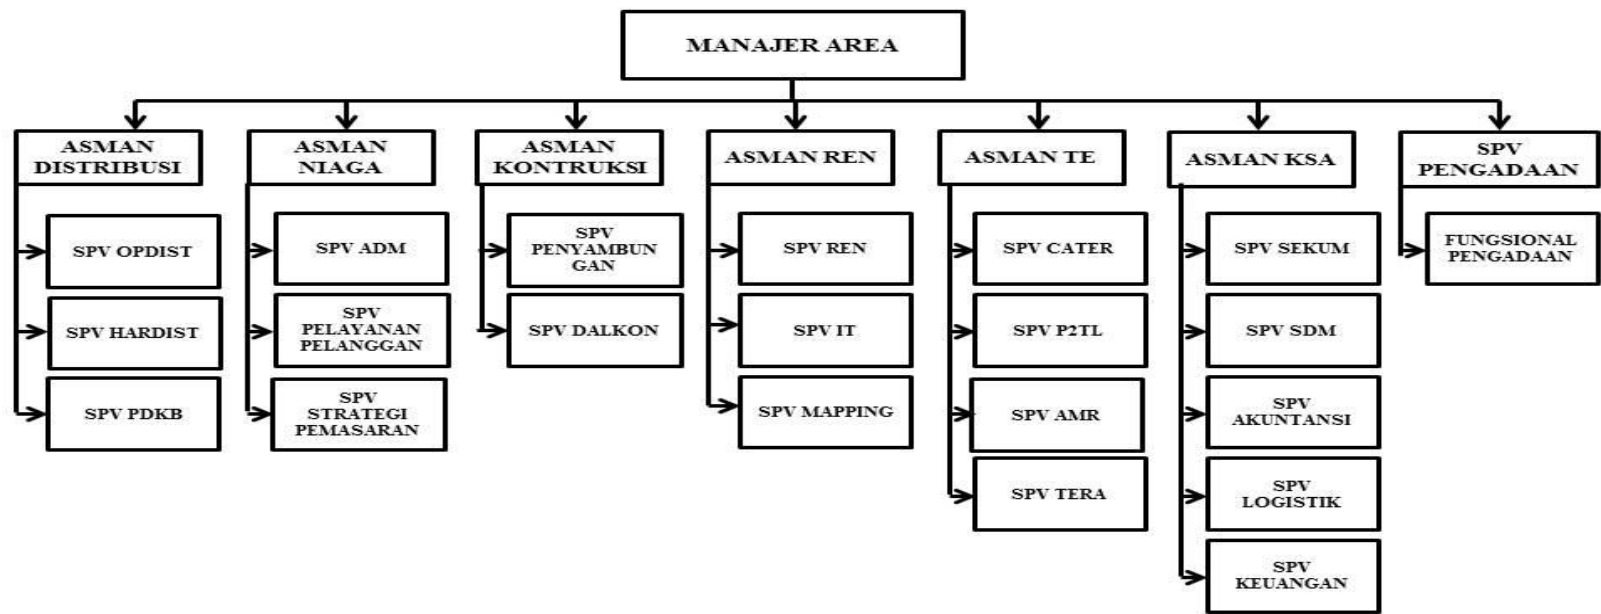 MANAJER AREA
ASMAN
DISTRIBUSI
ASMAN
NIAGA
ASMAN
KONTRUKSI
ASMAN REN
ASMAN TE
ASMAN KSA
SPV
PENGADAAN
SPV OPDIST
SPV HARDIST
SPV PDKB
SPV ADM
SPV
PELAYANAN
PELANGGAN
SPV
STRATEGI
PEMASARAN
SPV
PENYAMBUN
GAN
SPV DALKON
SPV REN
SPV IT
SPV MAPPING
SPV CATER
SPV P2TL
SPV AMR
SPV TERA
SPV SEKUM
SPV SDM
SPV
AKUNTANSI
SPV
LOGISTIK
SPV
KEUANGAN
FUNGSIONAL
PENGADAAN